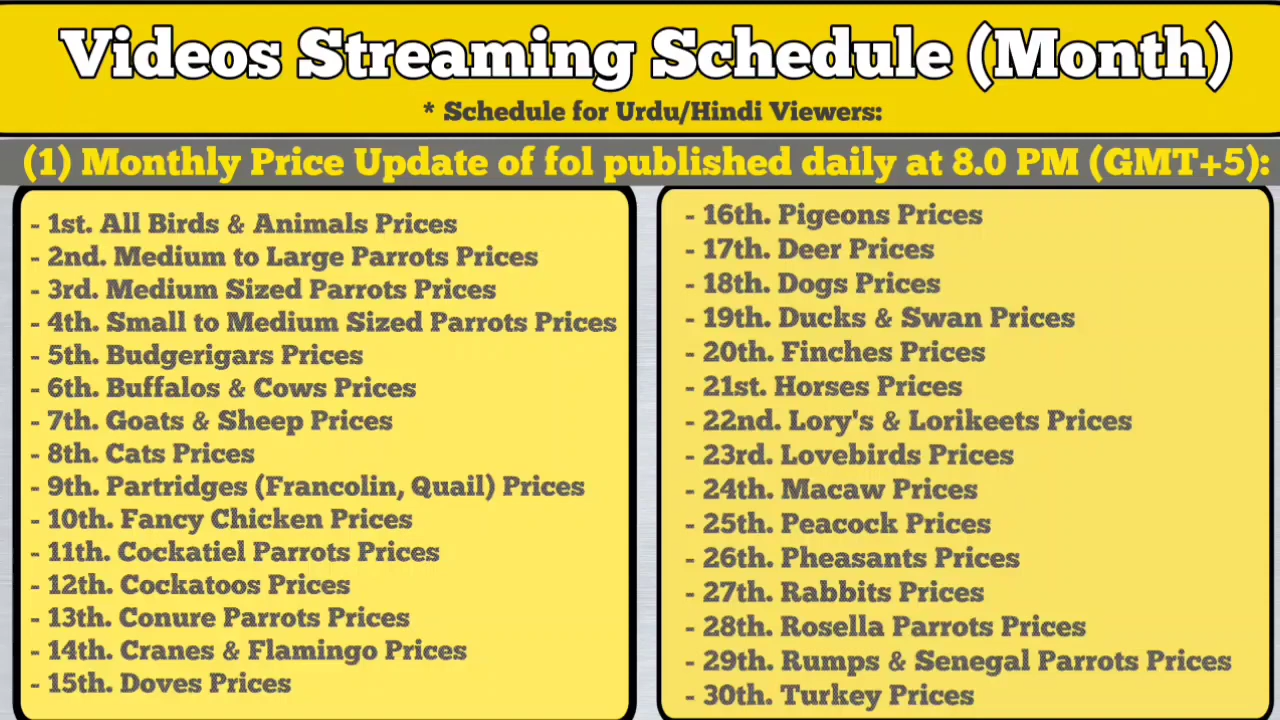 Videos Streaming Schedule (Month)
* Schedule for Urdu/Hindi Viewers:
(1) Monthly Price Update of fol published daily at 8.0 PM (GMT+5):
- 1st. All Birds & Animals Prices
- 2nd. Medium to Large Parrots Prices
- 3rd. Medium Sized Parrots Prices
- 4th. Small to Medium Sized Parrots Prices
- 5th. Budgerigars Prices
- 6th. Buffalos & Cows Prices
- 7th. Goats & Sheep Prices
- 8th. Cats Prices
- 9th. Partridges (Francolin, Quail) Prices
- 10th. Fancy Chicken Prices
- 11th. Cockatiel Parrots Prices
- 12th. Cockatoos Prices
- 13th. Conure Parrots Prices
- 14th. Cranes & Flamingo Prices
- 15th. Doves Prices
- 16th. Pigeons Prices
- 17th. Deer Prices
- 18th. Dogs Prices
- 19th. Ducks & Swan Prices
- 20th. Finches Prices
- 21st. Horses Prices
- 22nd. Lory's & Lorikeets Prices
- 23rd. Lovebirds Prices
- 24th. Macaw Prices
- 25th. Peacock Prices
- 26th. Pheasants Prices
- 27th. Rabbits Prices
- 28th. Rosella Parrots Prices
- 29th. Rumps & Senegal Parrots Prices
- 30th. Turkey Prices